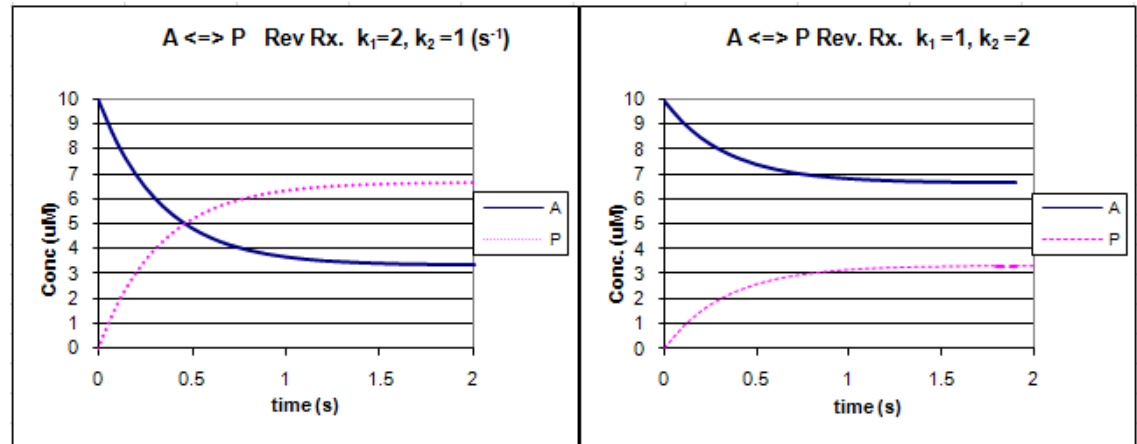 A <=> P Rev Rx. k₁=2, k₂ =1 (s⁻¹)
10
9
8
7
6
5
4
3
2
1
0
Conc (uM)
0 0.5 1 1.5 2
time (s)
A
P
A <=> P Rev. Rx. k₁ =1, k₂ =2
10
9
8
7
6
5
4
3
2
1
0
Conc. (uM)
0 0.5 1 1.5 2
time (s)
A
P